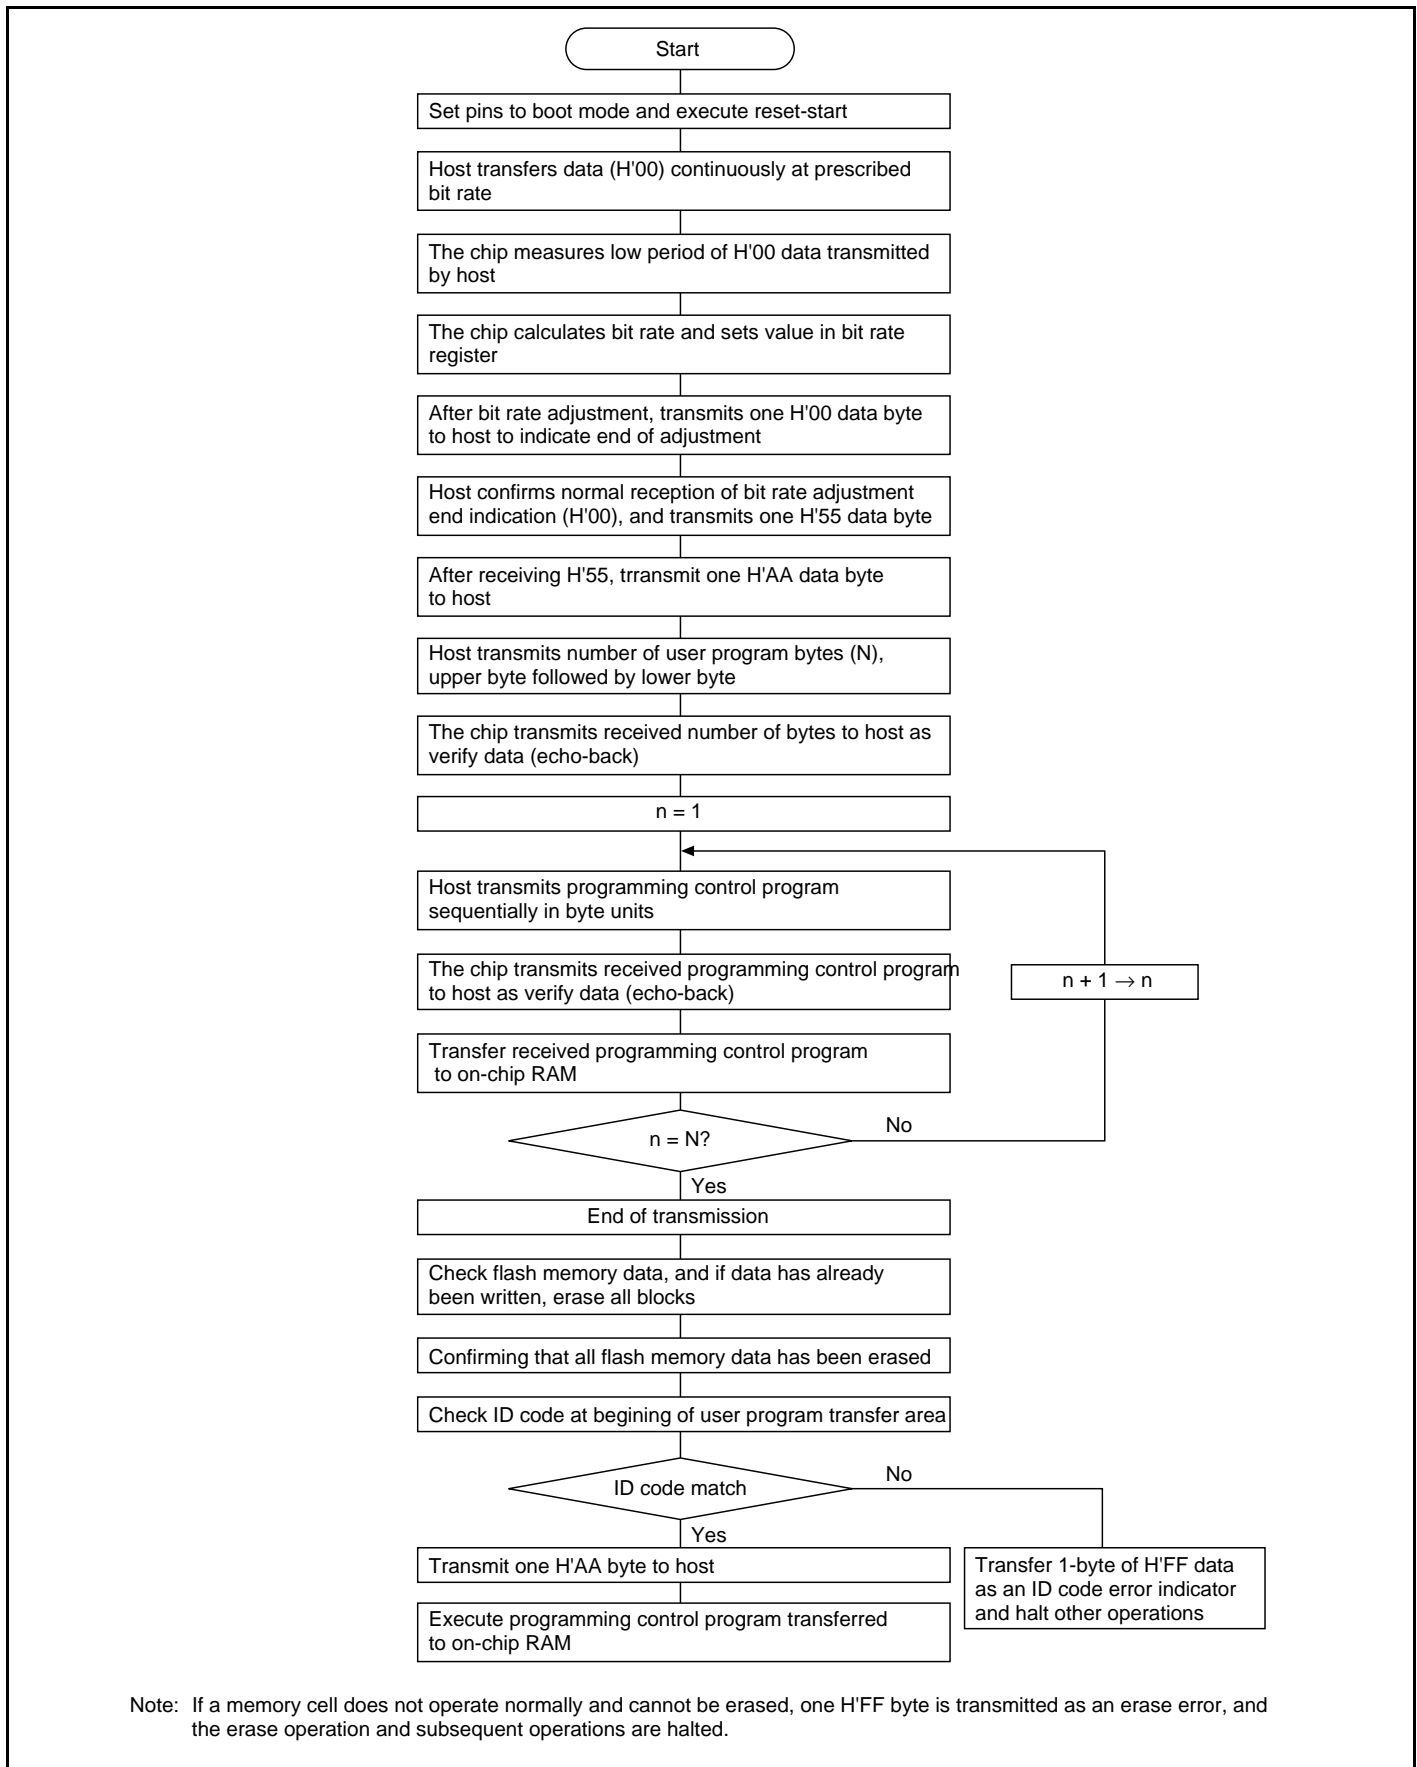 Start
Set pins to boot mode and execute reset-start
Host transfers data (H'00) continuously at prescribed
bit rate
The chip measures low period of H'00 data transmitted
by host
The chip calculates bit rate and sets value in bit rate
register
After bit rate adjustment, transmits one H'00 data byte
to host to indicate end of adjustment
Host confirms normal reception of bit rate adjustment
end indication (H'00), and transmits one H'55 data byte
After receiving H'55, trransmit one H'AA data byte
to host
Host transmits number of user program bytes (N),
upper byte followed by lower byte
The chip transmits received number of bytes to host as
verify data (echo-back)
n = 1
Host transmits programming control program
sequentially in byte units
The chip transmits received programming control program
to host as verify data (echo-back)
n + 1 → n
Transfer received programming control program
to on-chip RAM
n = N?
No
Yes
End of transmission
Check flash memory data, and if data has already
been written, erase all blocks
Confirming that all flash memory data has been erased
Check ID code at begining of user program transfer area
ID code match
No
Yes
Transmit one H'AA byte to host
Execute programming control program transferred
to on-chip RAM
Transfer 1-byte of H'FF data
as an ID code error indicator
and halt other operations
Note: If a memory cell does not operate normally and cannot be erased, one H'FF byte is transmitted as an erase error, and
the erase operation and subsequent operations are halted.